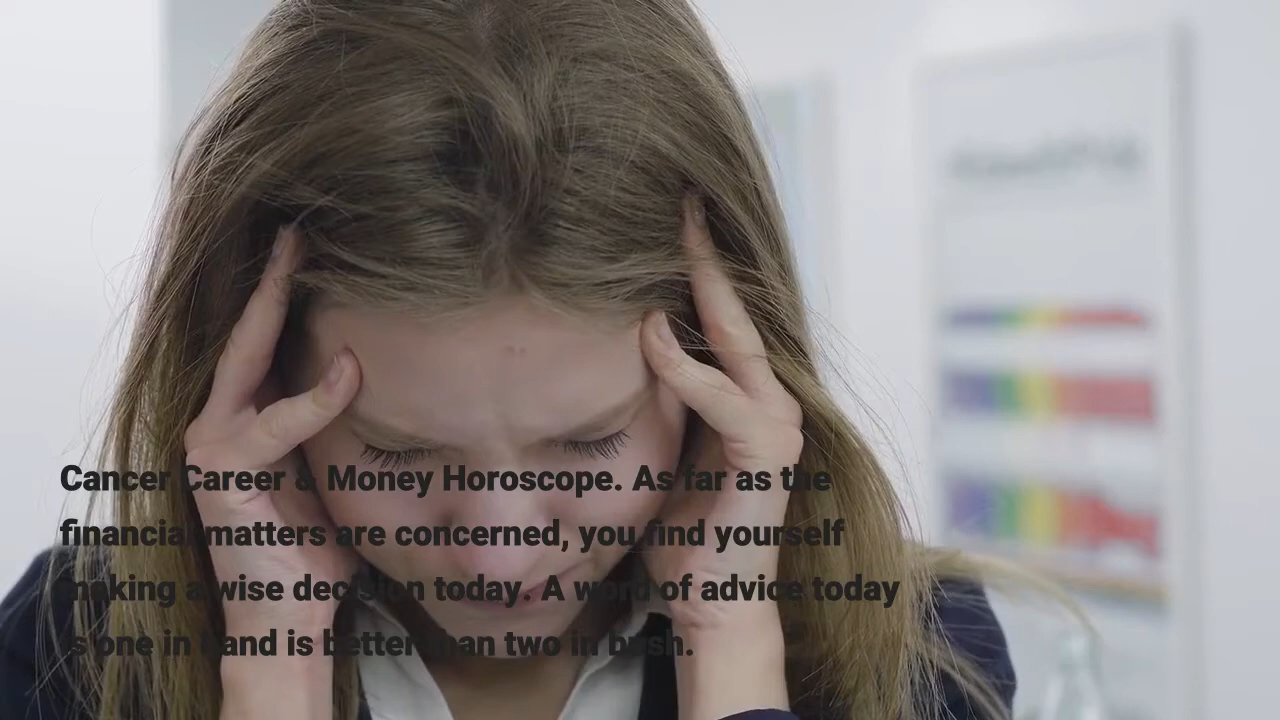 Cancer Career & Money Horoscope. As far as the
financial matters are concerned, you find yourself
making a wise decision today. A word of advice today
is one in hand is better than two in bush.